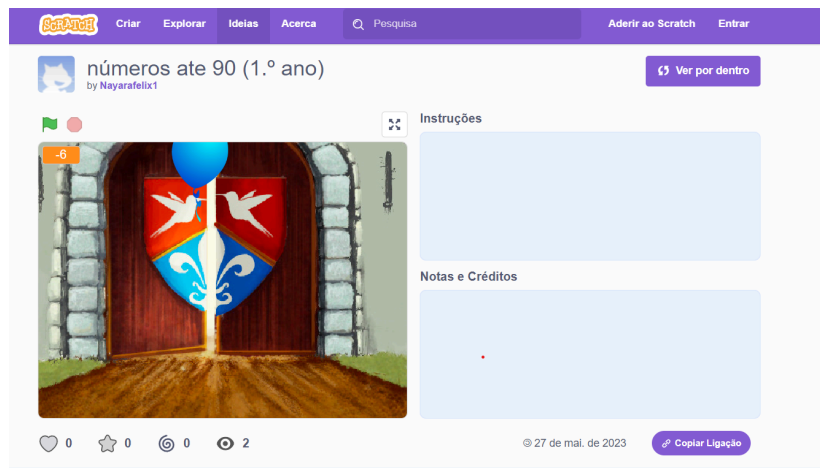 SCRATCH Criar Explorar Ideias Acerca Pesquisa Aderir ao Scratch Entrar
números ate 90 (1.º ano)
by Nayarafelix1
Ver por dentro
Instruções
-6
Notas e Créditos
0 0 0 2
27 de mai. de 2023
Copiar Ligação